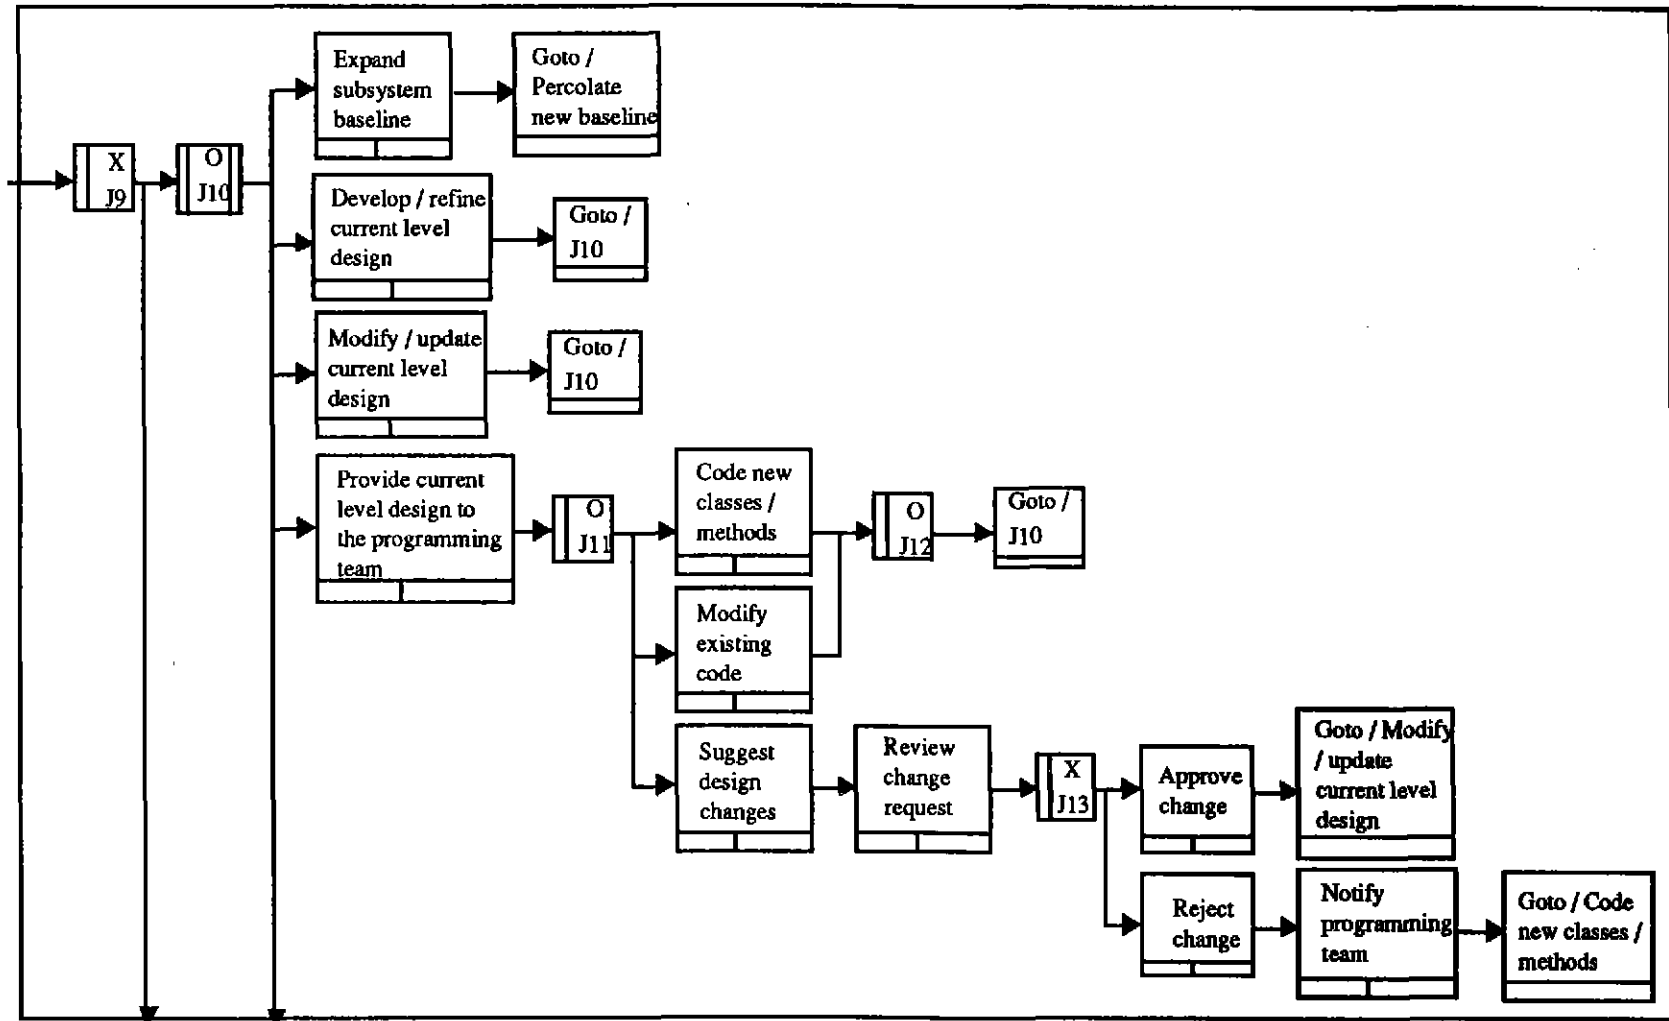 Expand
subsystem
baseline
Goto /
Percolate
new baseline
X
J9
O
J10
Develop / refine
current level
design
Goto /
J10
Modify / update
current level
design
Goto /
J10
Provide current
level design to
the programming
team
O
J11
Code new
classes /
methods
O
J12
Goto /
J10
Modify
existing
code
Suggest
design
changes
Review
change
request
X
J13
Approve
change
Goto / Modify
/ update
current level
design
Reject
change
Notify
programming
team
Goto / Code
new classes /
methods